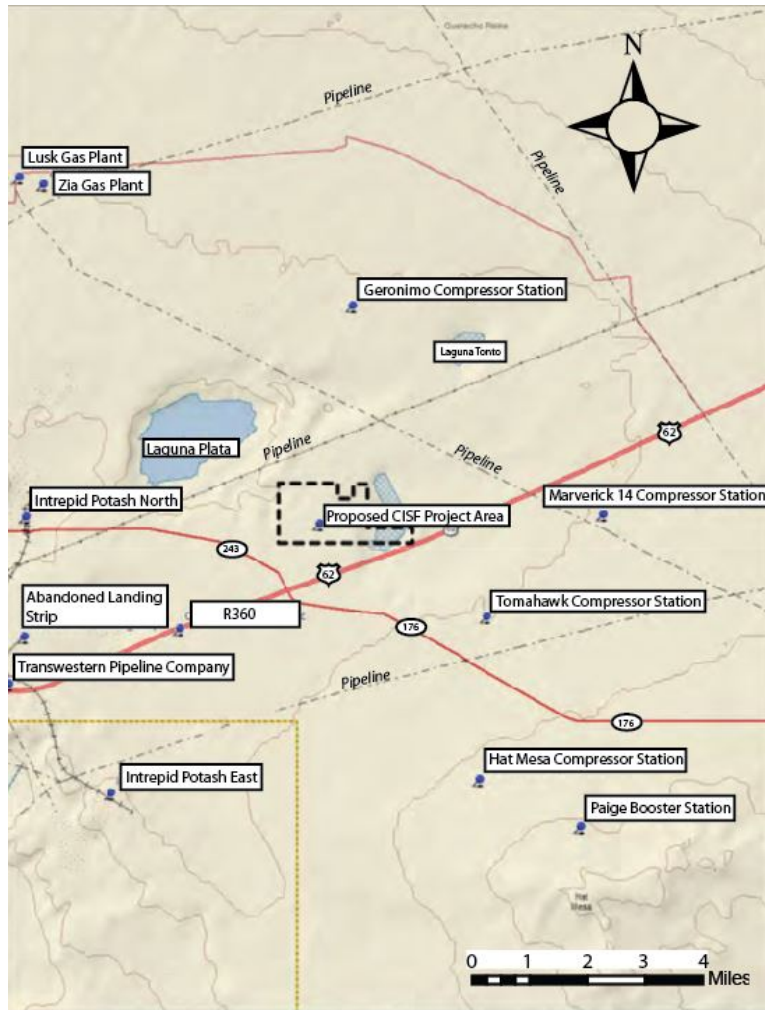 Guanacho Reina
N
Pipeline
Pipeline
Lusk Gas Plant
Zia Gas Plant
Geronimo Compressor Station
Laguna Tonto
62
Laguna Plata
Pipeline
Pipeline
Intrepid Potash North
Marverick 14 Compressor Station
Proposed CISF Project Area
243
62
Abandoned Landing
Strip
R360
176
Tomahawk Compressor Station
Transwestern Pipeline Company
Pipeline
176
Hat Mesa Compressor Station
Intrepid Potash East
Paige Booster Station
Hat
Mesa
0 1 2 3 4
Miles